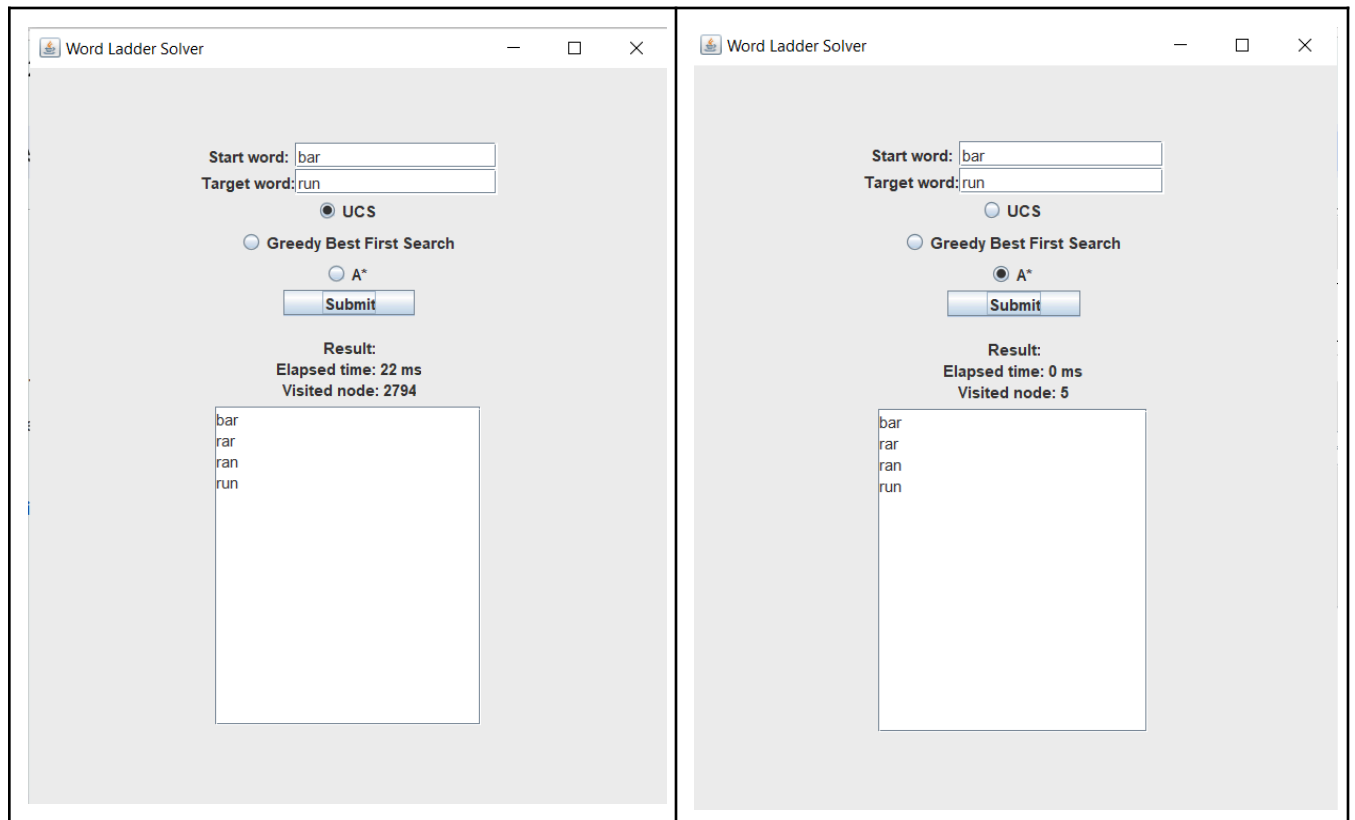 Word Ladder Solver
Start word: bar
Target word: run
UCS
Greedy Best First Search
A*
Submit
Result:
Elapsed time: 22 ms
Visited node: 2794
bar
rar
ran
run
Word Ladder Solver
Start word: bar
Target word: run
UCS
Greedy Best First Search
A*
Submit
Result:
Elapsed time: 0 ms
Visited node: 5
bar
rar
ran
run